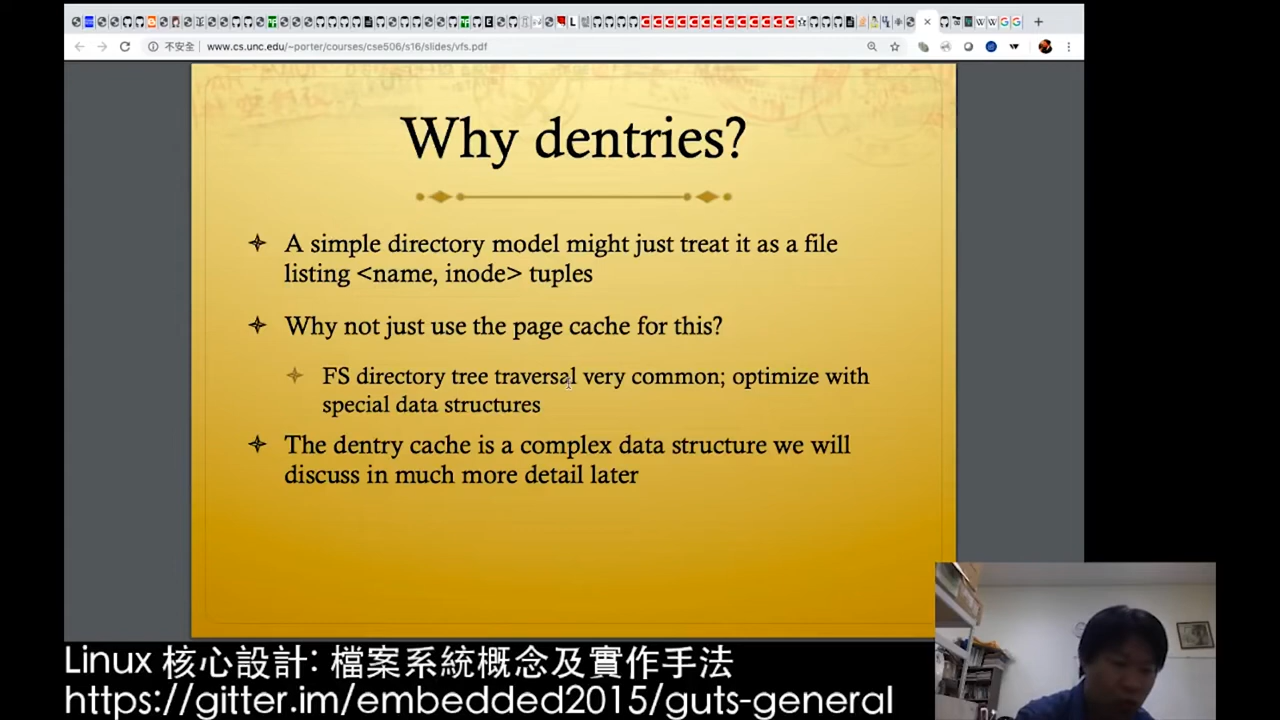 不安全 www.cs.unc.edu/~porter/courses/cse506/s16/slides/vfs.pdf
Why dentries?
A simple directory model might just treat it as a file
listing <name, inode> tuples
Why not just use the page cache for this?
FS directory tree traversal very common; optimize with
special data structures
The dentry cache is a complex data structure we will
discuss in much more detail later
Linux 核心設計: 檔案系統概念及實作手法
https://gitter.im/embedded2015/guts-general